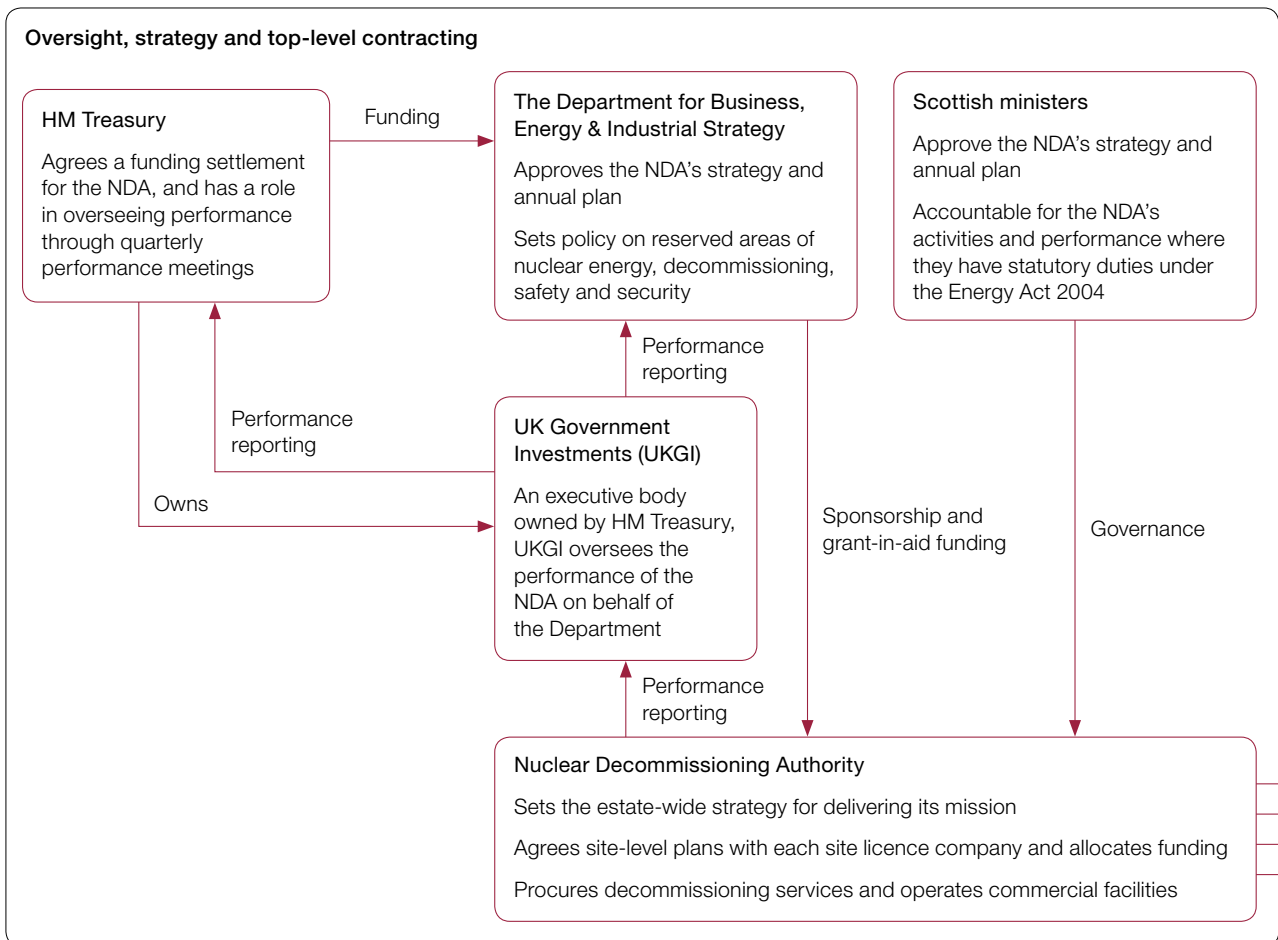 Oversight, strategy and top-level contracting
HM Treasury
Agrees a funding settlement
for the NDA, and has a role
in overseeing performance
through quarterly
performance meetings
Funding
The Department for Business,
Energy & Industrial Strategy
Approves the NDA's strategy and
annual plan
Sets policy on reserved areas of
nuclear energy, decommissioning,
safety and security
Scottish ministers
Approve the NDA's strategy and
annual plan
Accountable for the NDA's
activities and performance where
they have statutory duties under
the Energy Act 2004
Performance
reporting
Performance
reporting
Owns
UK Government
Investments (UKGI)
An executive body
owned by HM Treasury,
UKGI oversees the
performance of the
NDA on behalf of
the Department
Sponsorship and
grant-in-aid funding
Governance
Performance
reporting
Nuclear Decommissioning Authority
Sets the estate-wide strategy for delivering its mission
Agrees site-level plans with each site licence company and allocates funding
Procures decommissioning services and operates commercial facilities